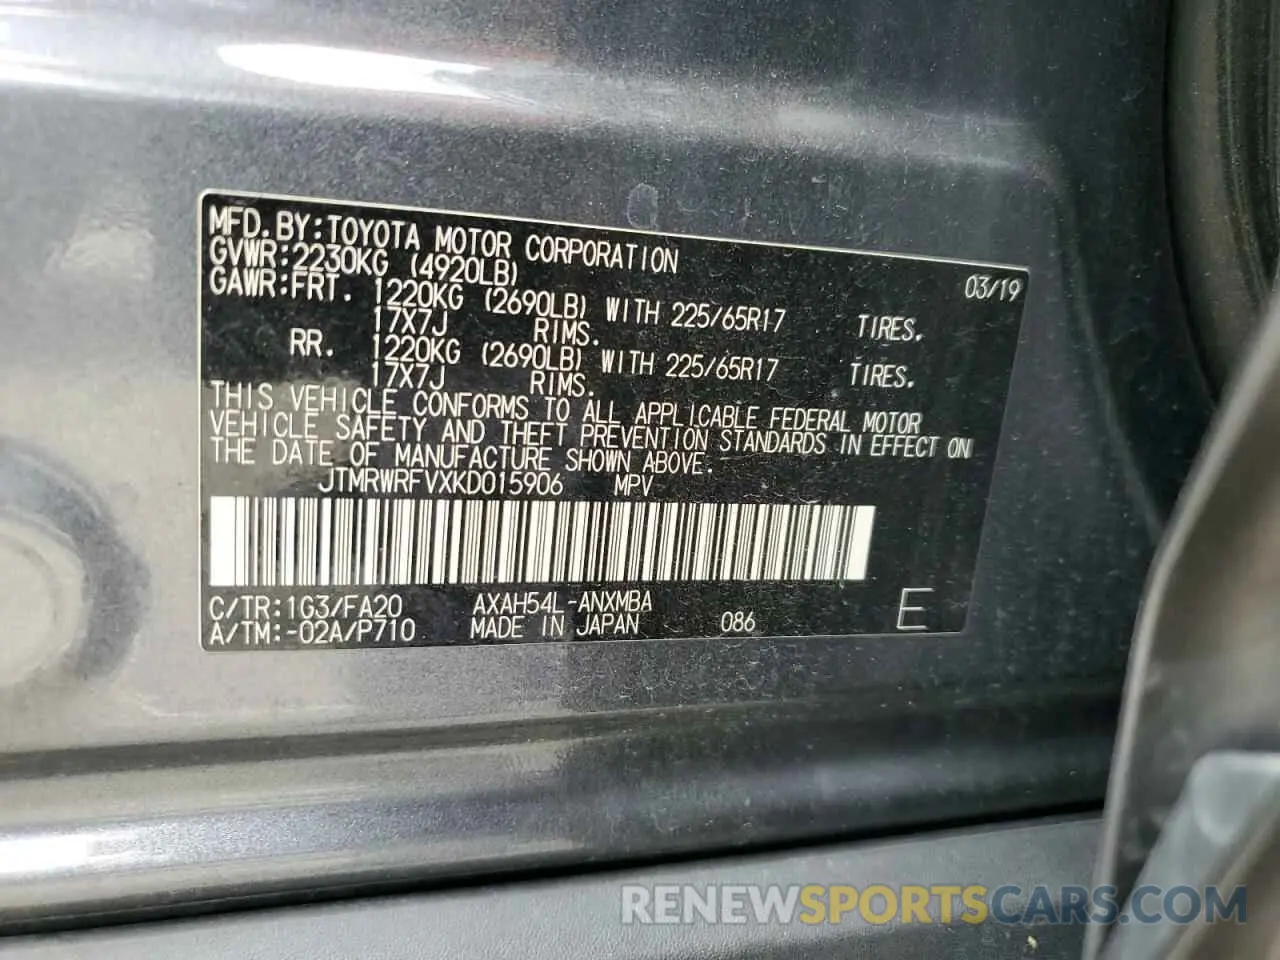 MFD. BY: TOYOTA MOTOR CORPORATION 03/19
GVWR: 2230KG (4920LB)
GAWR: FRT. 1220KG (2690LB) WITH 225/65R17 TIRES.
17X7J RIMS.
RR. 1220KG (2690LB) WITH 225/65R17 TIRES.
17X7J RIMS.
THIS VEHICLE CONFORMS TO ALL APPLICABLE FEDERAL MOTOR
VEHICLE SAFETY AND THEFT PREVENTION STANDARDS IN EFFECT ON
THE DATE OF MANUFACTURE SHOWN ABOVE.
JTMRWRFVXKD015906 MPV
C/TR: 1G3/FA20 AXAH54L-ANXMBA
A/TM: -02A/P710 MADE IN JAPAN 086 E
RENEWSPORTSCARS.COM